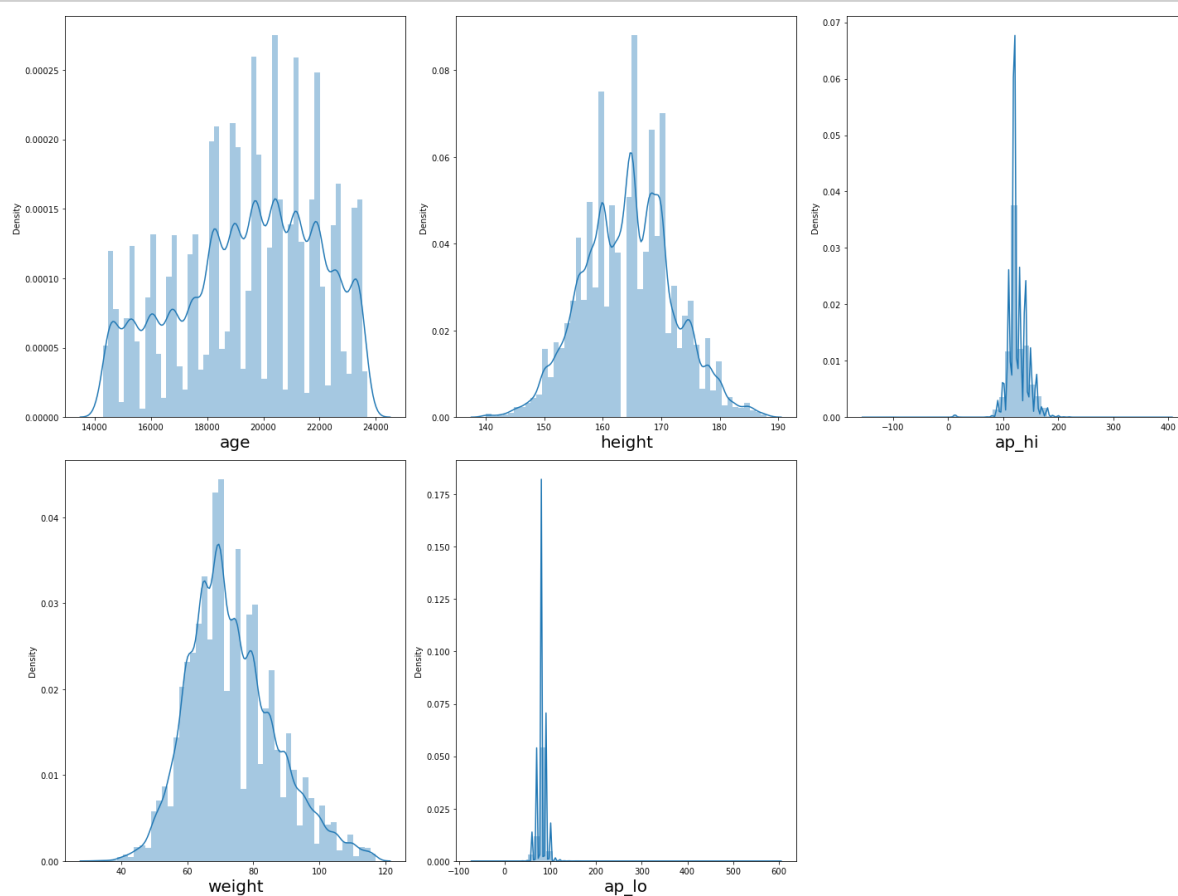 0.00025
0.00020
0.00015
0.00010
0.00005
0.00000
Density
14000 16000 18000 20000 22000 24000
age
0.08
0.06
0.04
0.02
0.00
Density
140 150 160 170 180 190
height
0.07
0.06
0.05
0.04
0.03
0.02
0.01
0.00
Density
−100 0 100 200 300 400
ap_hi
0.04
0.03
0.02
0.01
0.00
Density
40 60 80 100 120
weight
0.175
0.150
0.125
0.100
0.075
0.050
0.025
0.000
Density
−100 0 100 200 300 400 500 600
ap_lo